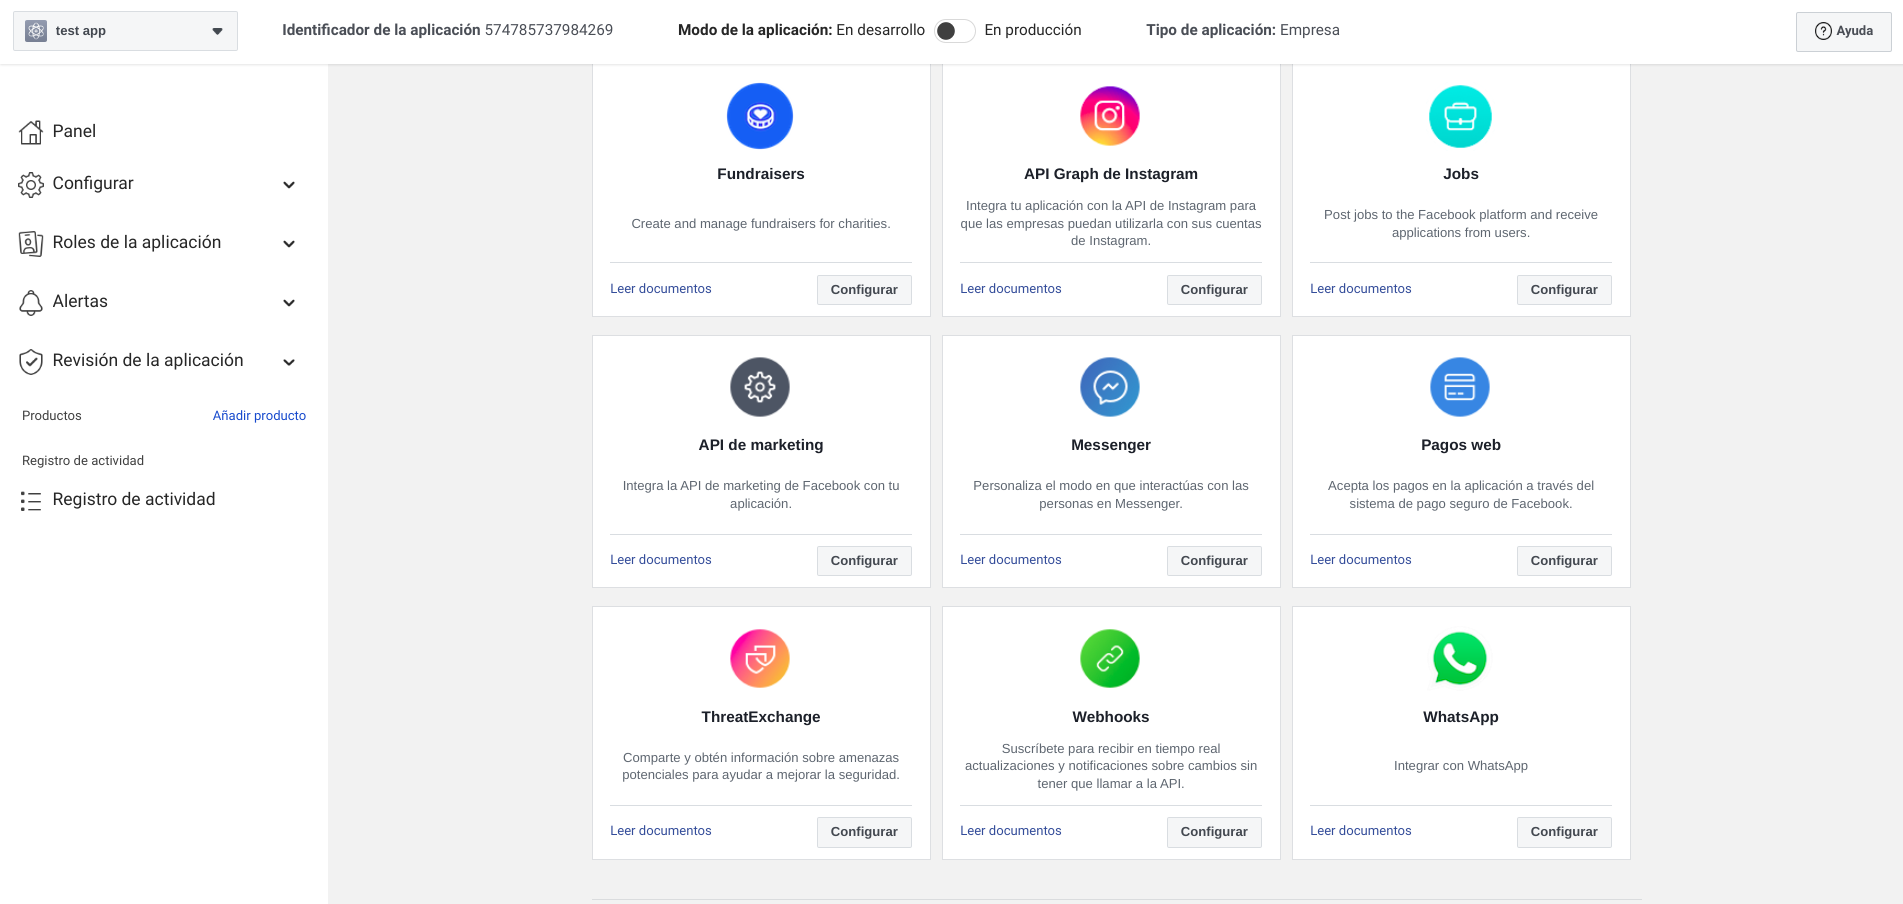 test app
Identificador de la aplicación 574785737984269
Modo de la aplicación: En desarrollo En producción
Tipo de aplicación: Empresa
Ayuda
Panel
Configurar
Roles de la aplicación
Alertas
Revisión de la aplicación
Productos Añadir producto
Registro de actividad
Registro de actividad
Fundraisers
Create and manage fundraisers for charities.
Leer documentos Configurar
API Graph de Instagram
Integra tu aplicación con la API de Instagram para
que las empresas puedan utilizarla con sus cuentas
de Instagram.
Leer documentos Configurar
Jobs
Post jobs to the Facebook platform and receive
applications from users.
Leer documentos Configurar
API de marketing
Integra la API de marketing de Facebook con tu
aplicación.
Leer documentos Configurar
Messenger
Personaliza el modo en que interactúas con las
personas en Messenger.
Leer documentos Configurar
Pagos web
Acepta los pagos en la aplicación a través del
sistema de pago seguro de Facebook.
Leer documentos Configurar
ThreatExchange
Comparte y obtén información sobre amenazas
potenciales para ayudar a mejorar la seguridad.
Leer documentos Configurar
Webhooks
Suscríbete para recibir en tiempo real
actualizaciones y notificaciones sobre cambios sin
tener que llamar a la API.
Leer documentos Configurar
WhatsApp
Integrar con WhatsApp
Leer documentos Configurar